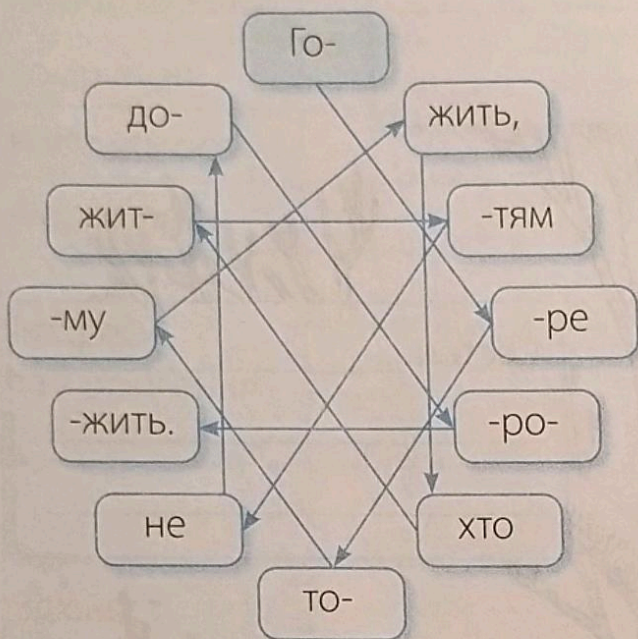 Го-
до-
жить,
жит-
-тям
-му
-ре
-жить.
-ро-
не
хто
то-